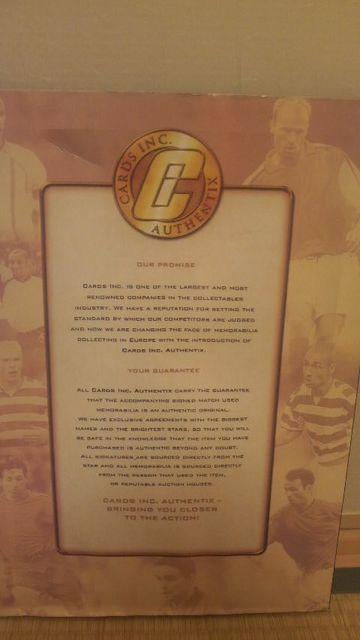 CARDS INC.
Ci
AUTHENTIX
OUR PROMISE
CARDS INC. IS ONE OF THE LARGEST AND MOST
RENOWNED COMPANIES IN THE COLLECTABLES
INDUSTRY. WE HAVE A REPUTATION FOR SETTING THE
STANDARD BY WHICH OUR COMPETITORS ARE JUDGED
AND NOW WE ARE CHANGING THE FACE OF MEMORABILIA
COLLECTING IN EUROPE WITH THE INTRODUCTION OF
CARDS INC. AUTHENTIX.
YOUR GUARANTEE
ALL CARDS INC. AUTHENTIX CARRY THE GUARANTEE
THAT THE ACCOMPANYING SIGNED MATCH USED
MEMORABILIA IS AN AUTHENTIC ORIGINAL.
WE HAVE EXCLUSIVE AGREEMENTS WITH THE BIGGEST
NAMES AND THE BRIGHTEST STARS, SO THAT YOU WILL
BE SAFE IN THE KNOWLEDGE THAT THE ITEM YOU HAVE
PURCHASED IS AUTHENTIC BEYOND ANY DOUBT.
ALL SIGNATURES ARE SOURCED DIRECTLY FROM THE
STAR AND ALL MEMORABILIA IS SOURCED DIRECTLY
FROM THE PERSON THAT USED THE ITEM,
OR REPUTABLE AUCTION HOUSES.
CARDS INC. AUTHENTIX –
BRINGING YOU CLOSER
TO THE ACTION!